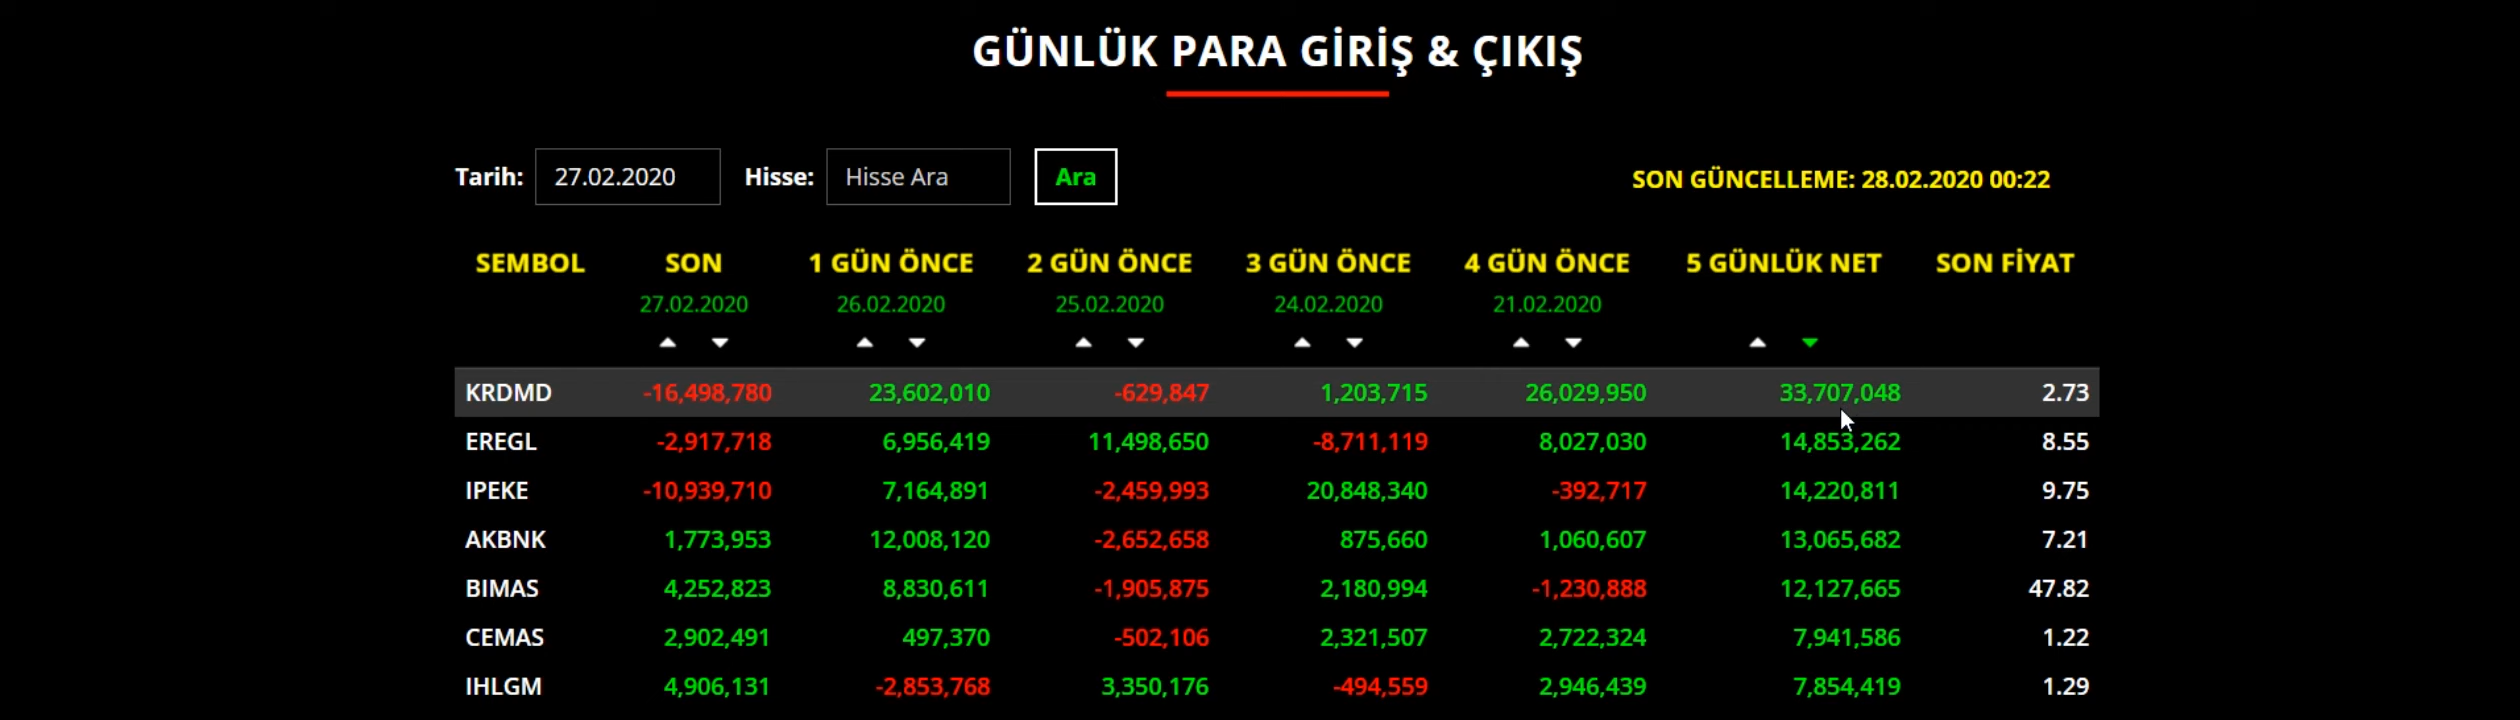 GÜNLÜK PARA GİRİŞ & ÇIKIŞ
Tarih: 27.02.2020 Hisse: Hisse Ara Ara SON GÜNCELLEME: 28.02.2020 00:22
SEMBOL SON 1 GÜN ÖNCE 2 GÜN ÖNCE 3 GÜN ÖNCE 4 GÜN ÖNCE 5 GÜNLÜK NET SON FİYAT
27.02.2020 26.02.2020 25.02.2020 24.02.2020 21.02.2020
KRDMD -16,498,780 23,602,010 -629,847 1,203,715 26,029,950 33,707,048 2.73
EREGL -2,917,718 6,956,419 11,498,650 -8,711,119 8,027,030 14,853,262 8.55
IPEKE -10,939,710 7,164,891 -2,459,993 20,848,340 -392,717 14,220,811 9.75
AKBNK 1,773,953 12,008,120 -2,652,658 875,660 1,060,607 13,065,682 7.21
BIMAS 4,252,823 8,830,611 -1,905,875 2,180,994 -1,230,888 12,127,665 47.82
CEMAS 2,902,491 497,370 -502,106 2,321,507 2,722,324 7,941,586 1.22
IHLGM 4,906,131 -2,853,768 3,350,176 -494,559 2,946,439 7,854,419 1.29